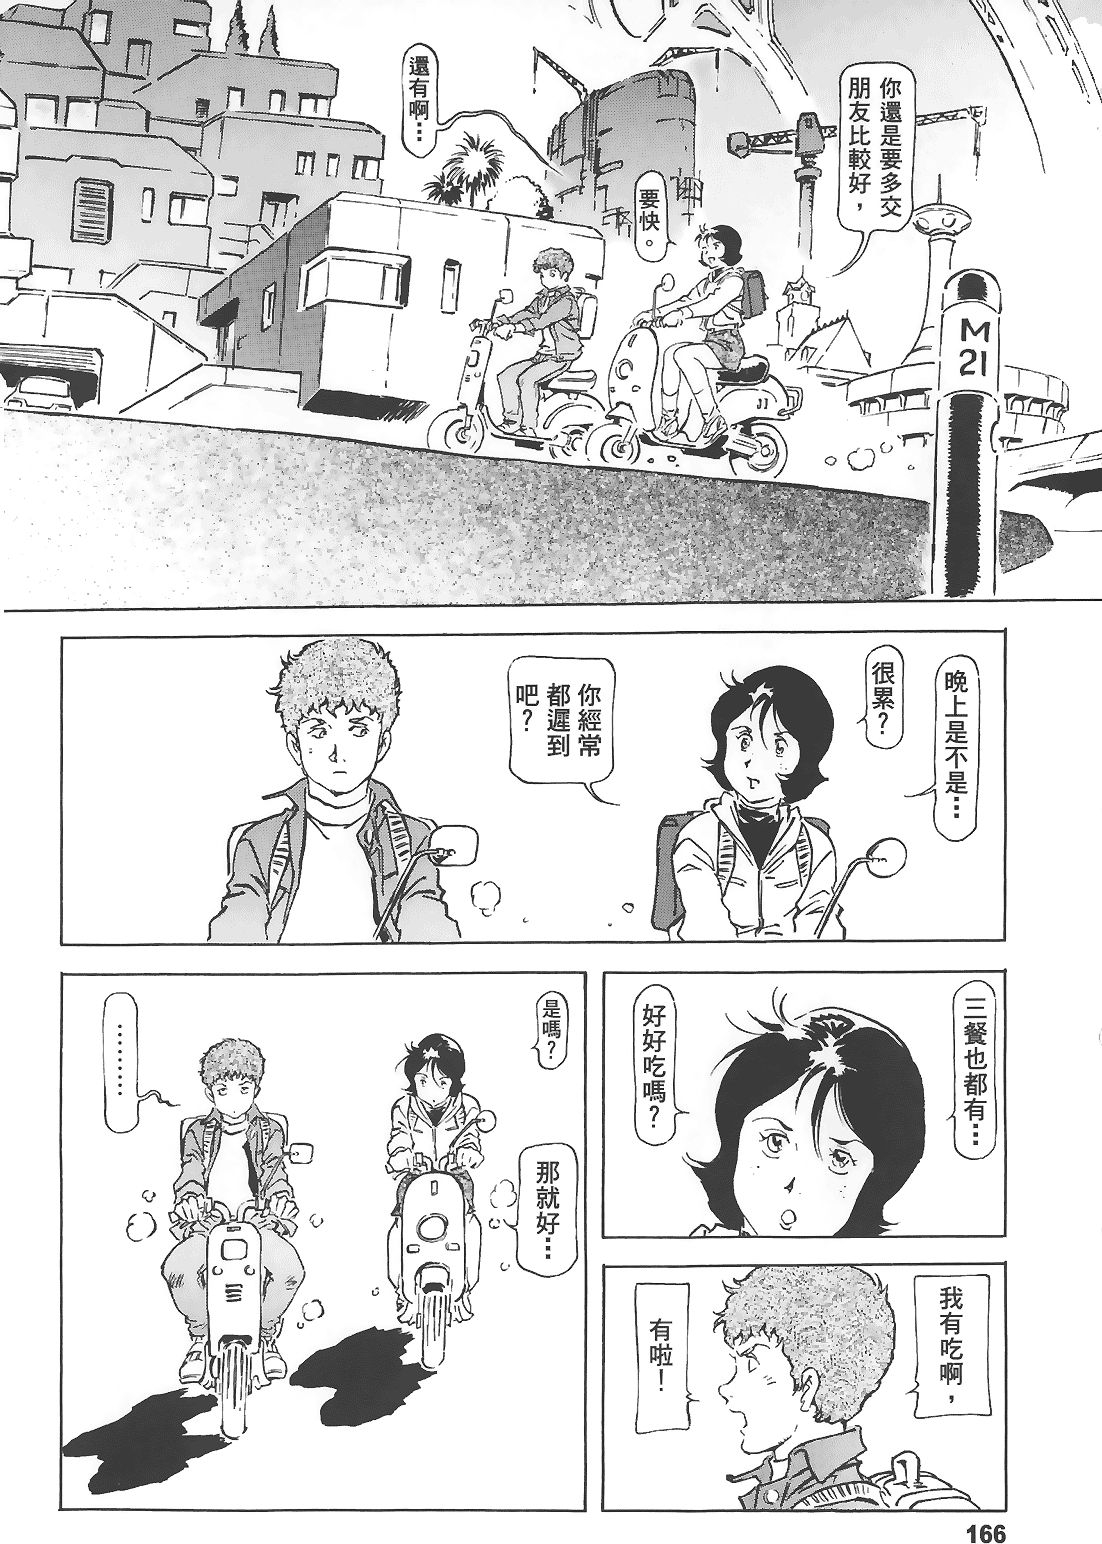 你還是要多交
朋友比較好，
要快。
還有啊…
M
21
J1
晚上是不是…
很累？
你經常
都遲到
吧？
三餐也都有…
好好吃嗎？
我有吃啊，
有啦！
是嗎？
那就好…
………
166